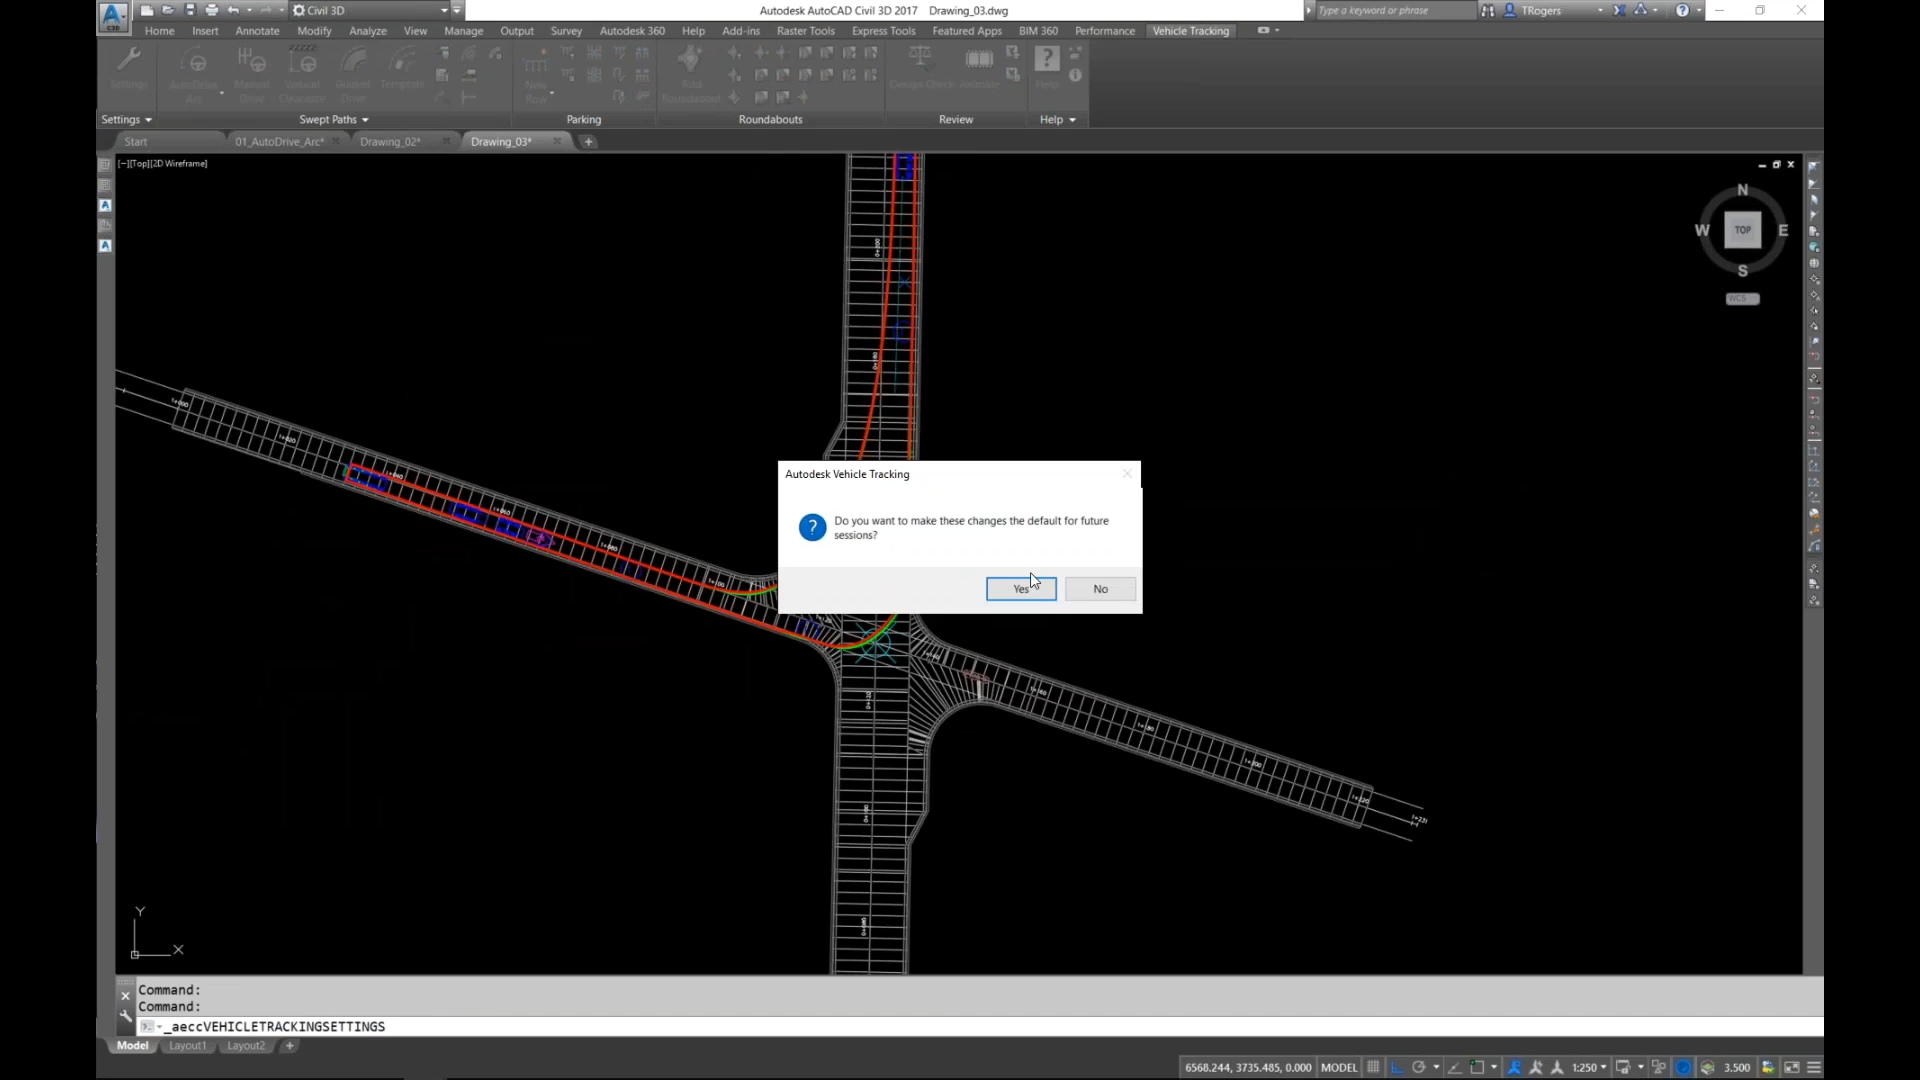 Civil 3D
Autodesk AutoCAD Civil 3D 2017 Drawing_03.dwg
Type a keyword or phrase
TRogers
Home Insert Annotate Modify Analyze View Manage Output Survey Autodesk 360 Help Add-ins Raster Tools Express Tools Featured Apps BIM 360 Performance Vehicle Tracking
Settings Swept Paths Parking Roundabouts Review Help
Start 01_AutoDrive_Arc* Drawing_02* Drawing_03*
[−][Top][2D Wireframe]
N
W TOP E
S
WCS
Autodesk Vehicle Tracking
Do you want to make these changes the default for future
sessions?
Yes No
Y
X
Command:
Command:
_aeccVEHICLETRACKINGSETTINGS
Model Layout1 Layout2
6568.244, 3735.485, 0.000 MODEL 1:250 3.500